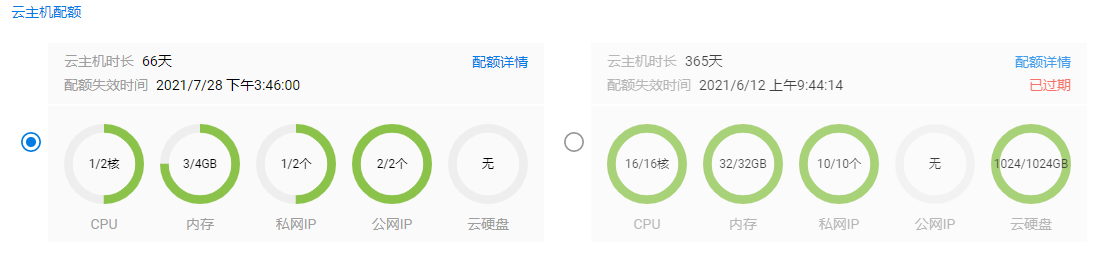 云主机配额
云主机时长 66天 配额详情
配额失效时间 2021/7/28 下午3:46:00
1/2核 3/4GB 1/2个 2/2个 无
CPU 内存 私网IP 公网IP 云硬盘
云主机时长 365天 配额详情
配额失效时间 2021/6/12 上午9:44:14 已过期
16/16核 32/32GB 10/10个 无 1024/1024GB
CPU 内存 私网IP 公网IP 云硬盘